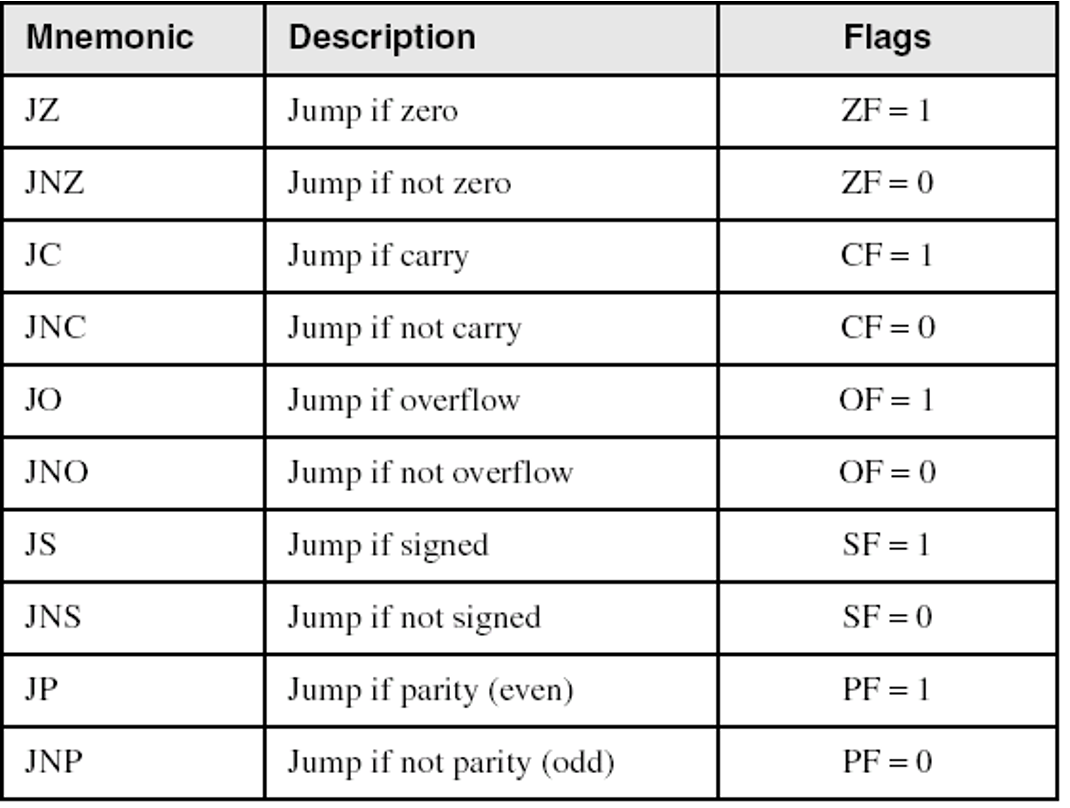 Mnemonic Description Flags
JZ Jump if zero ZF = 1
JNZ Jump if not zero ZF = 0
JC Jump if carry CF = 1
JNC Jump if not carry CF = 0
JO Jump if overflow OF = 1
JNO Jump if not overflow OF = 0
JS Jump if signed SF = 1
JNS Jump if not signed SF = 0
JP Jump if parity (even) PF = 1
JNP Jump if not parity (odd) PF = 0